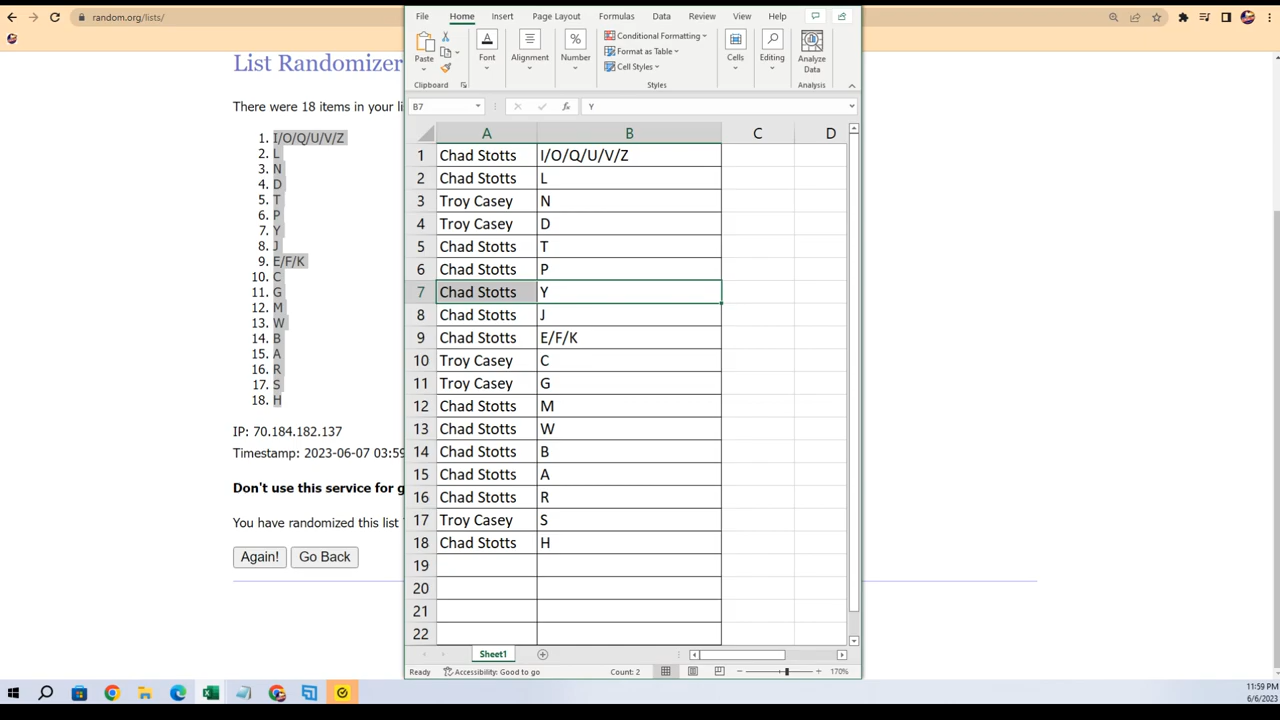 random.org/lists/
List Randomizer
There were 18 items in your li
1. I/O/Q/U/V/Z
2. L
3. N
4. D
5. T
6. P
7. Y
8. J
9. E/F/K
10. C
11. G
12. M
13. W
14. B
15. A
16. R
17. S
18. H
IP: 70.184.182.137
Timestamp: 2023-06-07 03:59
Don't use this service for g
You have randomized this list
Again! Go Back
File Home Insert Page Layout Formulas Data Review View Help
Paste Font Alignment Number Conditional Formatting Format as Table Cell Styles Cells Editing Analyze Data
Clipboard Styles Analysis
B7 fx Y
A B C D
1 Chad Stotts I/O/Q/U/V/Z
2 Chad Stotts L
3 Troy Casey N
4 Troy Casey D
5 Chad Stotts T
6 Chad Stotts P
7 Chad Stotts Y
8 Chad Stotts J
9 Chad Stotts E/F/K
10 Troy Casey C
11 Troy Casey G
12 Chad Stotts M
13 Chad Stotts W
14 Chad Stotts B
15 Chad Stotts A
16 Chad Stotts R
17 Troy Casey S
18 Chad Stotts H
19
20
21
22
Sheet1
Ready Accessibility: Good to go Count: 2 170%
11:59 PM
6/6/2023